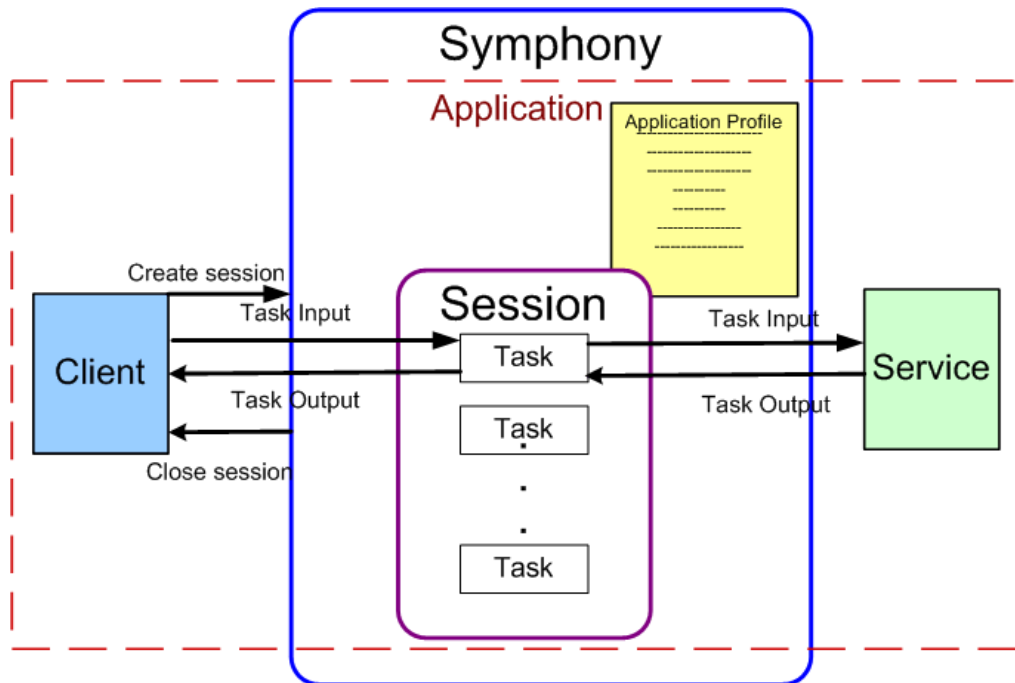 Symphony
Application
Application Profile
Create session
Task Input
Session
Task Input
Client
Task
Service
Task Output
Task Output
Task
Close session
Task